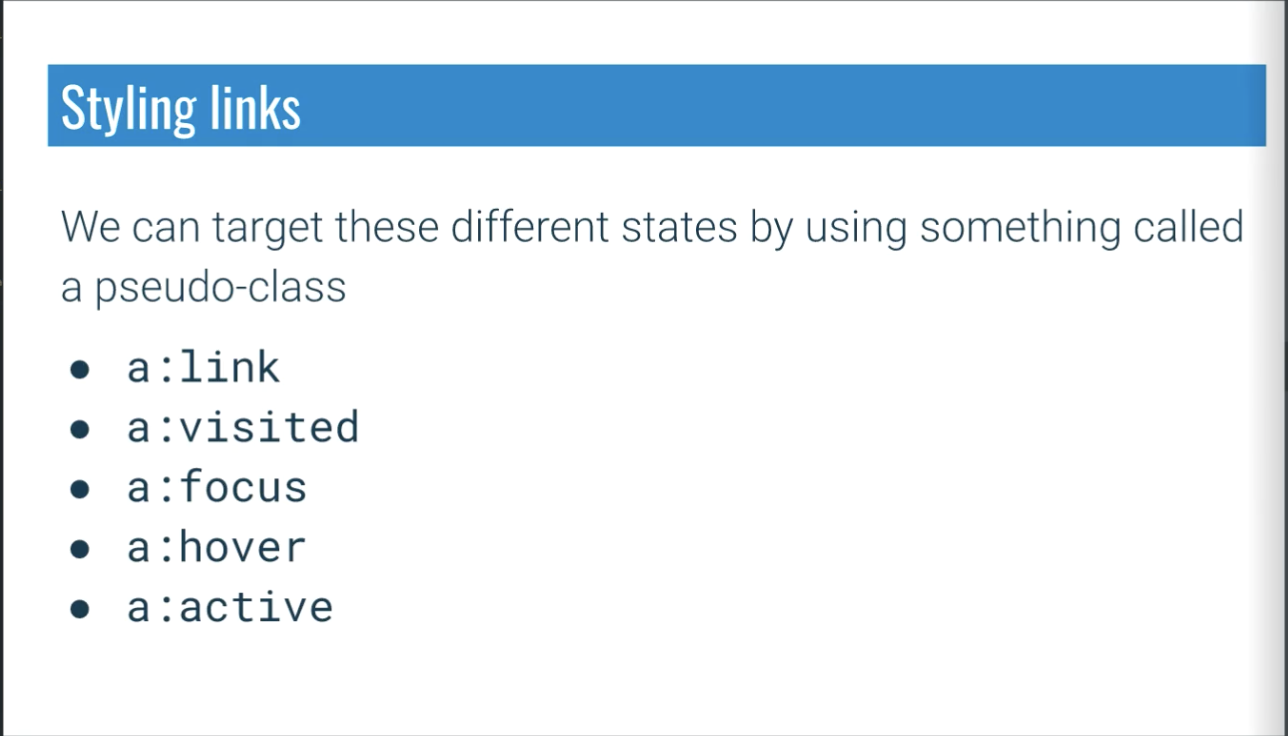 Styling links
We can target these different states by using something called
a pseudo-class
● a:link
● a:visited
● a:focus
● a:hover
● a:active